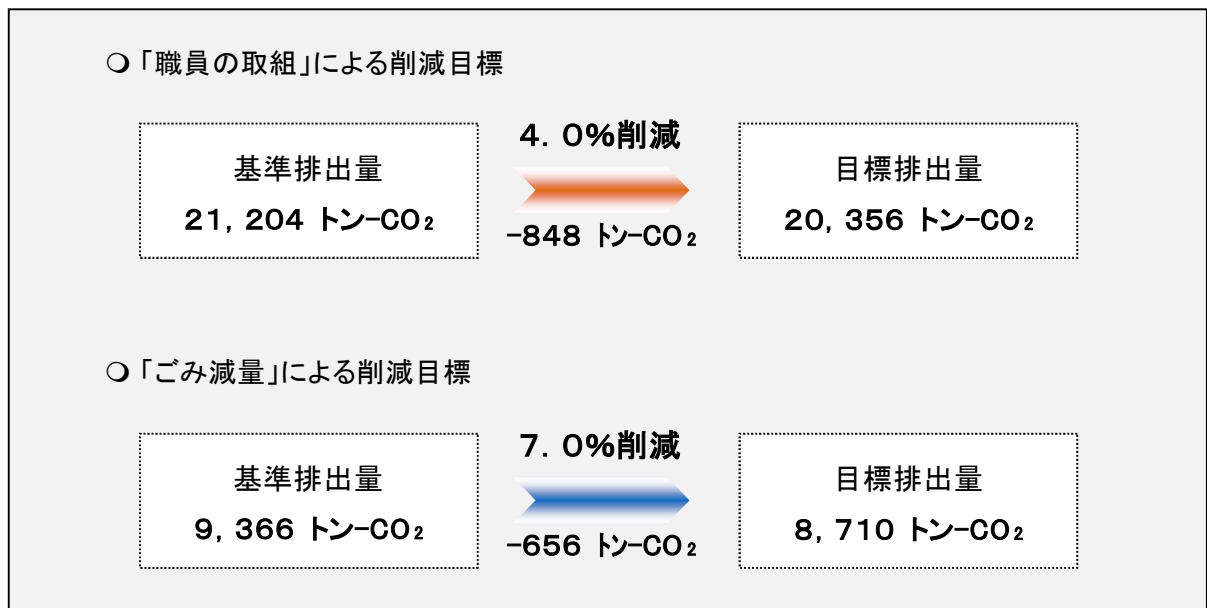 ❍「職員の取組」による削減目標
基準排出量
21,204 トン-CO₂
4.0%削減
-848 トン-CO₂
目標排出量
20,356 トン-CO₂
❍「ごみ減量」による削減目標
基準排出量
9,366 トン-CO₂
7.0%削減
-656 トン-CO₂
目標排出量
8,710 トン-CO₂